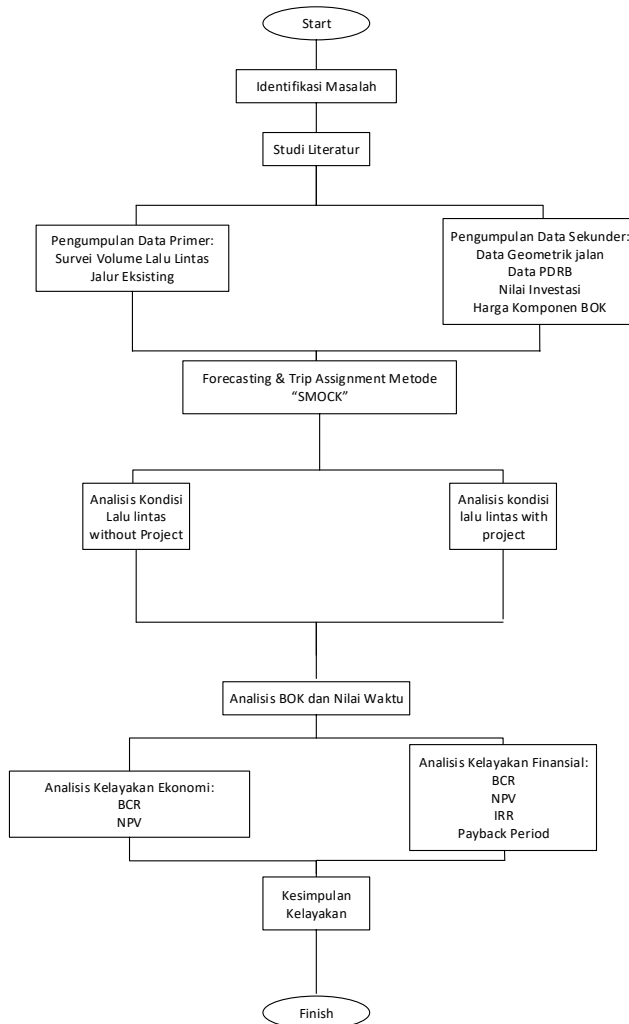 Start
Identifikasi Masalah
Studi Literatur
Pengumpulan Data Primer:
Survei Volume Lalu Lintas
Jalur Eksisting
Pengumpulan Data Sekunder:
Data Geometrik jalan
Data PDRB
Nilai Investasi
Harga Komponen BOK
Forecasting & Trip Assignment Metode
“SMOCK”
Analisis Kondisi
Lalu lintas
without Project
Analisis kondisi
lalu lintas with
project
Analisis BOK dan Nilai Waktu
Analisis Kelayakan Ekonomi:
BCR
NPV
Analisis Kelayakan Finansial:
BCR
NPV
IRR
Payback Period
Kesimpulan
Kelayakan
Finish